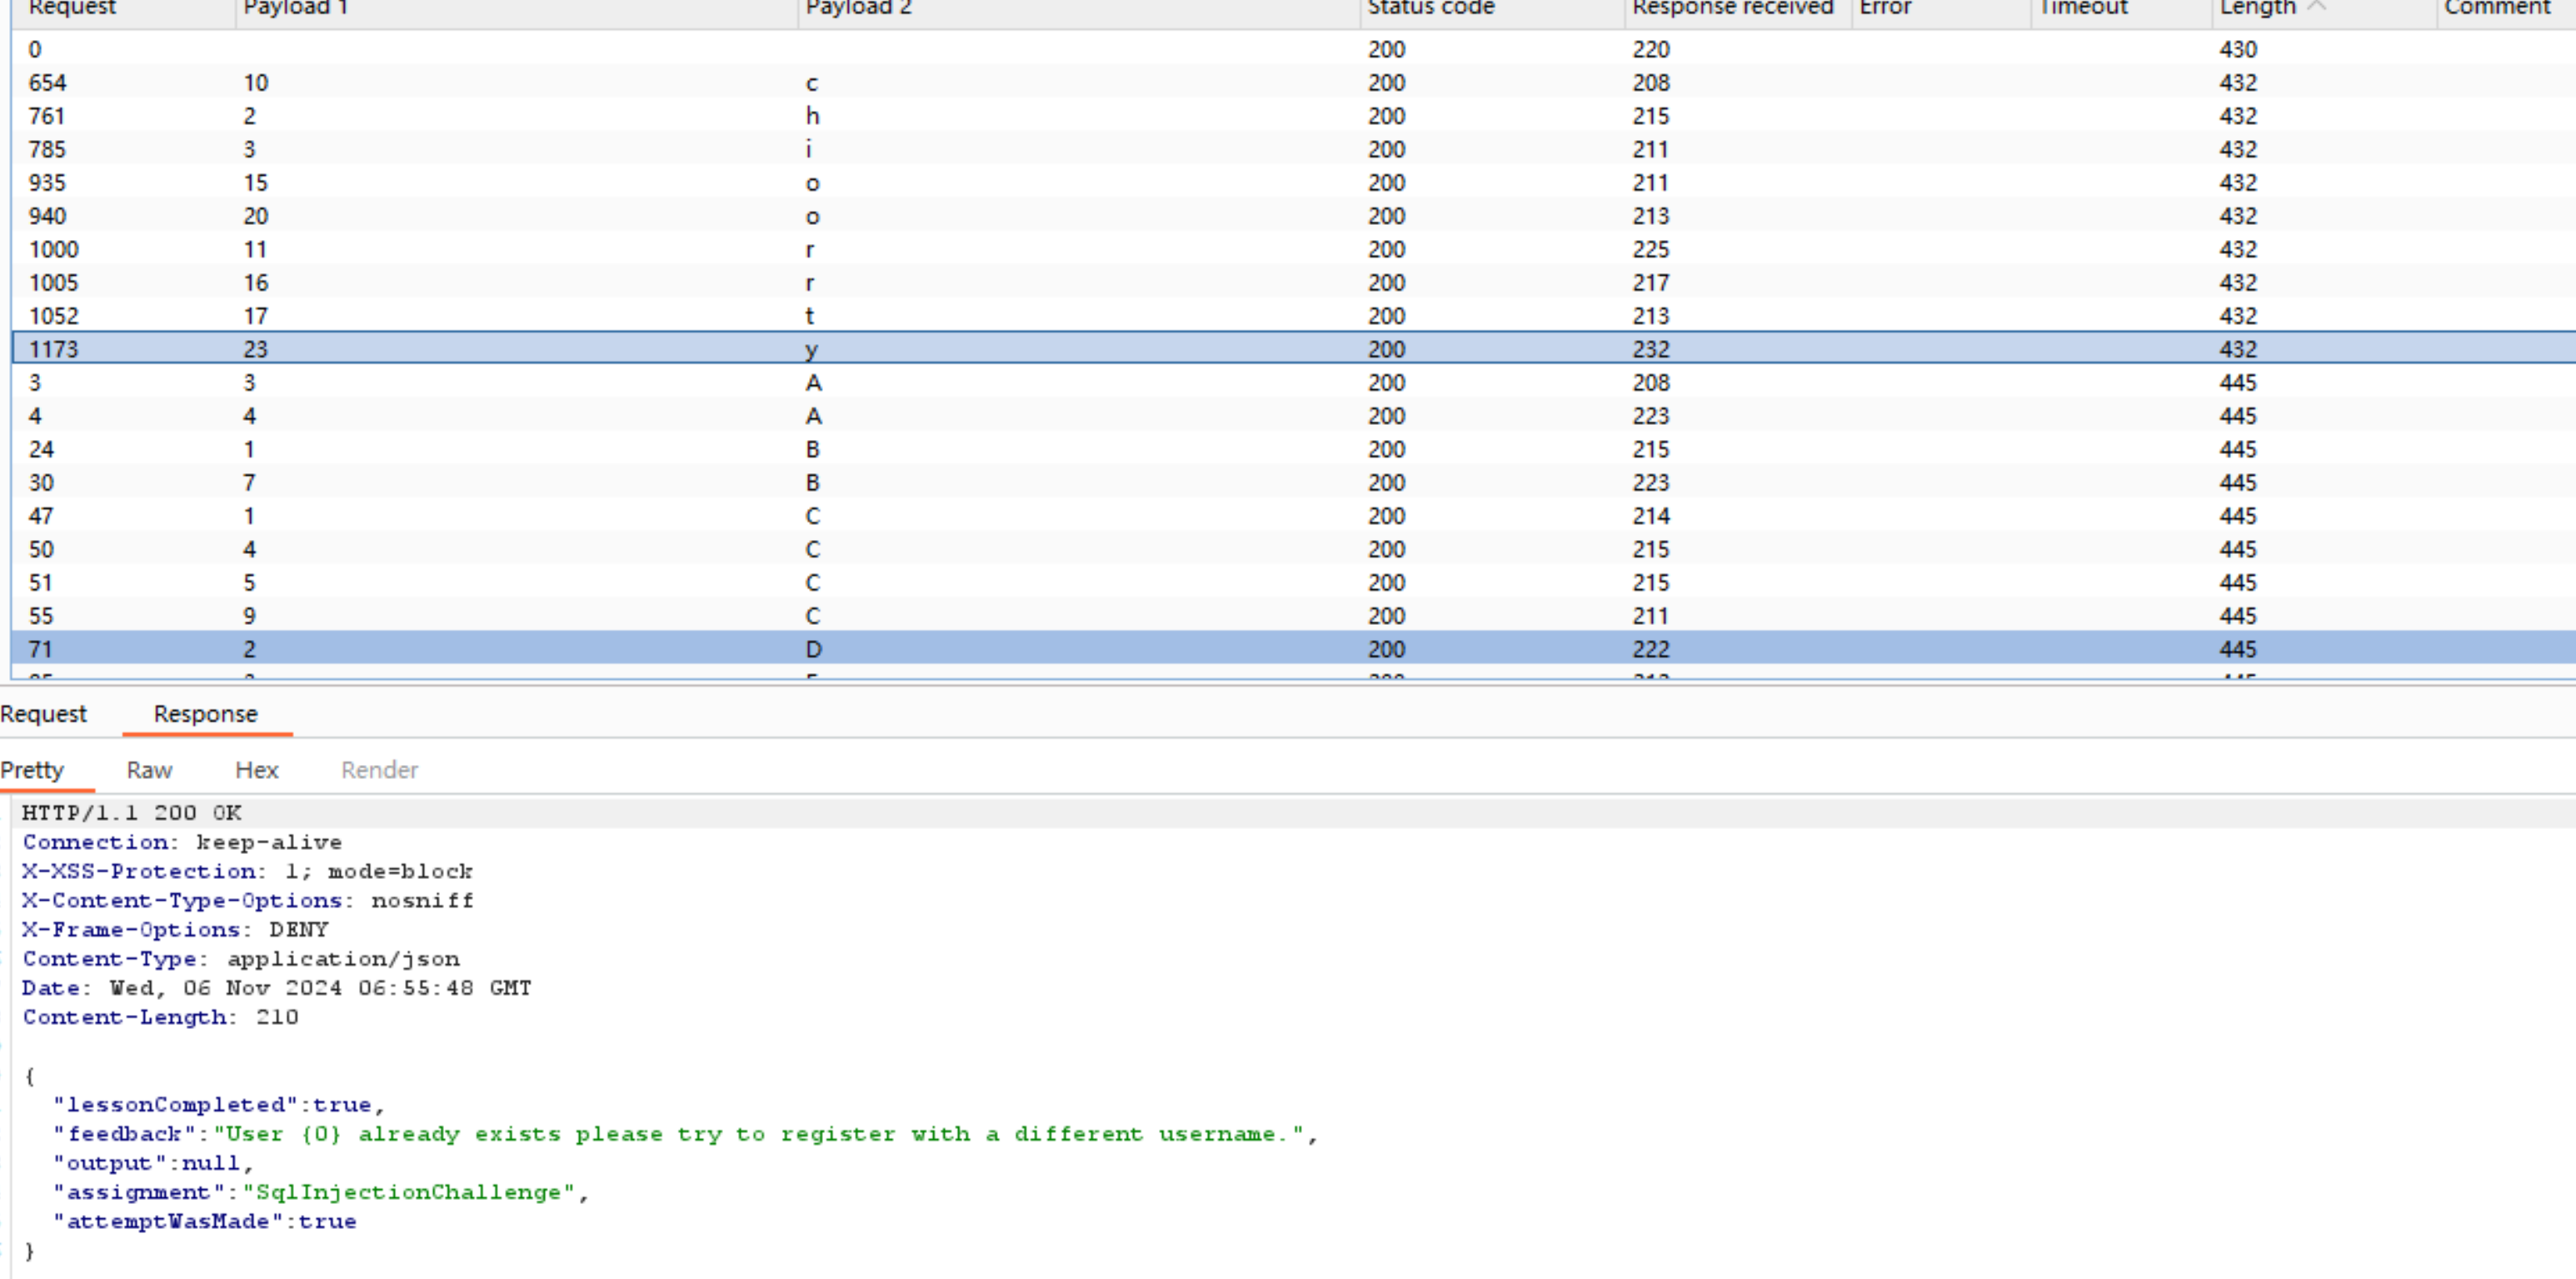 Request Payload 1 Payload 2 Status code Response received Error Timeout Length Comment
0 200 220 430
654 10 c 200 208 432
761 2 h 200 215 432
785 3 i 200 211 432
935 15 o 200 211 432
940 20 o 200 213 432
1000 11 r 200 225 432
1005 16 r 200 217 432
1052 17 t 200 213 432
1173 23 y 200 232 432
3 3 A 200 208 445
4 4 A 200 223 445
24 1 B 200 215 445
30 7 B 200 223 445
47 1 C 200 214 445
50 4 C 200 215 445
51 5 C 200 215 445
55 9 C 200 211 445
71 2 D 200 222 445
Request Response
Pretty Raw Hex Render
HTTP/1.1 200 OK
Connection: keep-alive
X-XSS-Protection: 1; mode=block
X-Content-Type-Options: nosniff
X-Frame-Options: DENY
Content-Type: application/json
Date: Wed, 06 Nov 2024 06:55:48 GMT
Content-Length: 210
{
"lessonCompleted":true,
"feedback":"User {0} already exists please try to register with a different username.",
"output":null,
"assignment":"SqlInjectionChallenge",
"attemptWasMade":true
}